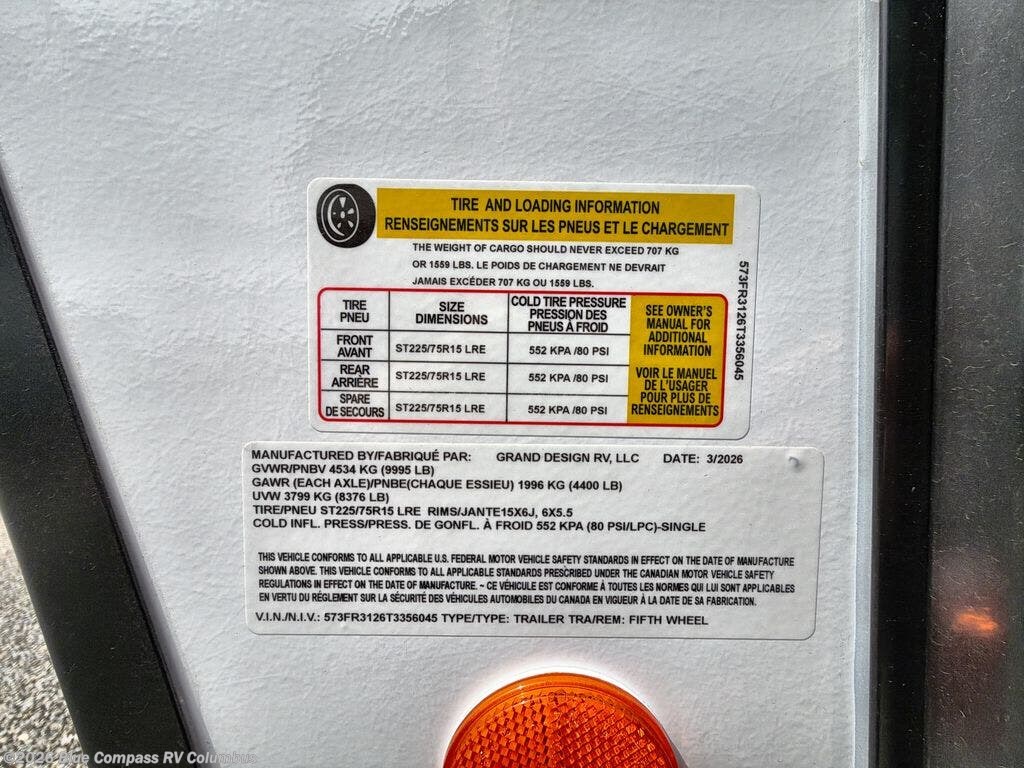 TIRE AND LOADING INFORMATION
RENSEIGNEMENTS SUR LES PNEUS ET LE CHARGEMENT
THE WEIGHT OF CARGO SHOULD NEVER EXCEED 707 KG
OR 1559 LBS. LE POIDS DE CHARGEMENT NE DEVRAIT
JAMAIS EXCÉDER 707 KG OU 1559 LBS.
TIRE
PNEU
SIZE
DIMENSIONS
COLD TIRE PRESSURE
PRESSION DES
PNEUS À FROID
FRONT
AVANT
ST225/75R15 LRE
552 KPA /80 PSI
REAR
ARRIÈRE
ST225/75R15 LRE
552 KPA /80 PSI
SPARE
DE SECOURS
ST225/75R15 LRE
552 KPA /80 PSI
SEE OWNER'S
MANUAL FOR
ADDITIONAL
INFORMATION
VOIR LE MANUEL
DE L'USAGER
POUR PLUS DE
RENSEIGNEMENTS
573FR3126T3356045
MANUFACTURED BY/FABRIQUÉ PAR: GRAND DESIGN RV, LLC DATE: 3/2026
GVWR/PNBV 4534 KG (9995 LB)
GAWR (EACH AXLE)/PNBE(CHAQUE ESSIEU) 1996 KG (4400 LB)
UVW 3799 KG (8376 LB)
TIRE/PNEU ST225/75R15 LRE RIMS/JANTE15X6J, 6X5.5
COLD INFL. PRESS/PRESS. DE GONFL. À FROID 552 KPA (80 PSI/LPC)-SINGLE
THIS VEHICLE CONFORMS TO ALL APPLICABLE U.S. FEDERAL MOTOR VEHICLE SAFETY STANDARDS IN EFFECT ON THE DATE OF MANUFACTURE
SHOWN ABOVE. THIS VEHICLE CONFORMS TO ALL APPLICABLE STANDARDS PRESCRIBED UNDER THE CANADIAN MOTOR VEHICLE SAFETY
REGULATIONS IN EFFECT ON THE DATE OF MANUFACTURE. ~ CE VÉHICULE EST CONFORME À TOUTES LES NORMES QUI LUI SONT APPLICABLES
EN VERTU DU RÉGLEMENT SUR LA SÉCURITÉ DES VÉHICULES AUTOMOBILES DU CANADA EN VIGUEUR À LA DATE DE SA FABRICATION.
V.I.N./N.I.V.: 573FR3126T3356045 TYPE/TYPE: TRAILER TRA/REM: FIFTH WHEEL
©2026 Blue Compass RV Columbus